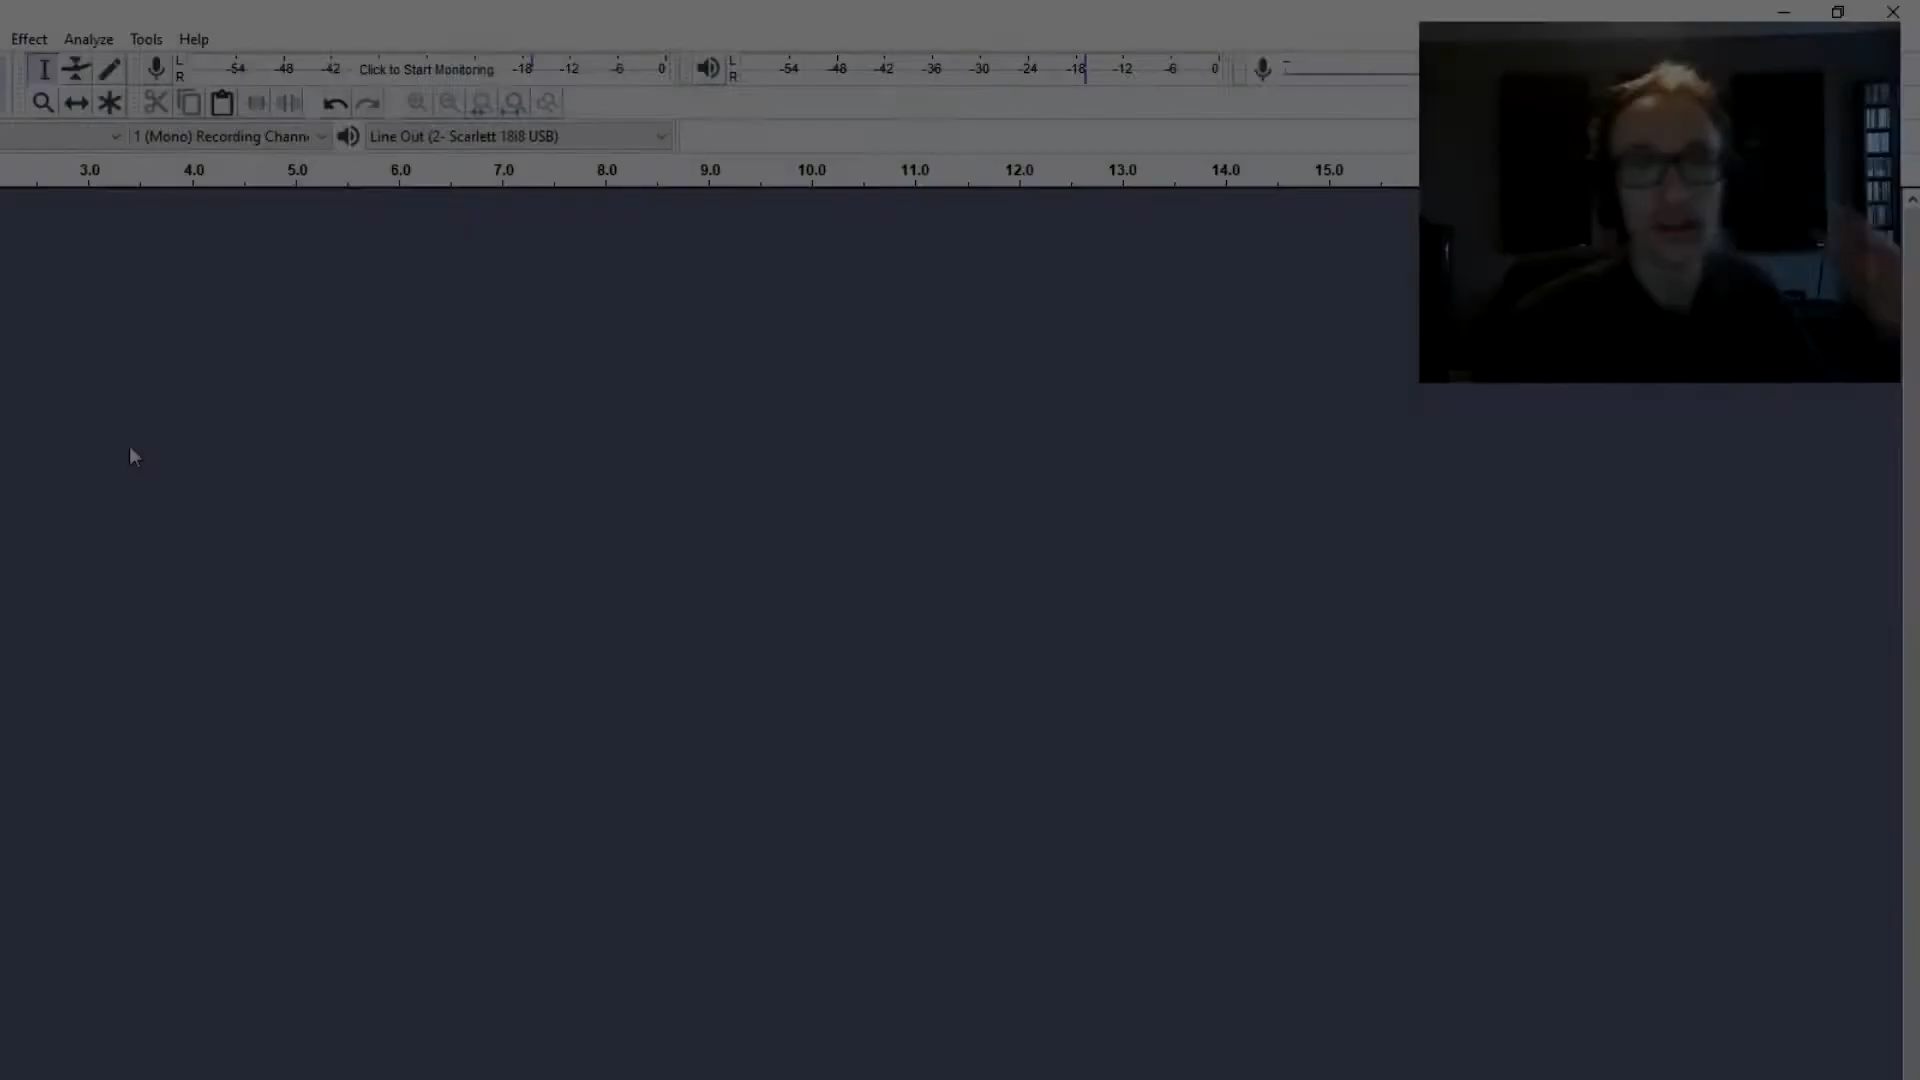 Effect Analyze Tools Help
L
R
-54 -48 -42 Click to Start Monitoring -18 -12 -6 0
L
R
-54 -48 -42 -36 -30 -24 -18 -12 -6 0
1 (Mono) Recording Chann
Line Out (2- Scarlett 18i8 USB)
3.0 4.0 5.0 6.0 7.0 8.0 9.0 10.0 11.0 12.0 13.0 14.0 15.0